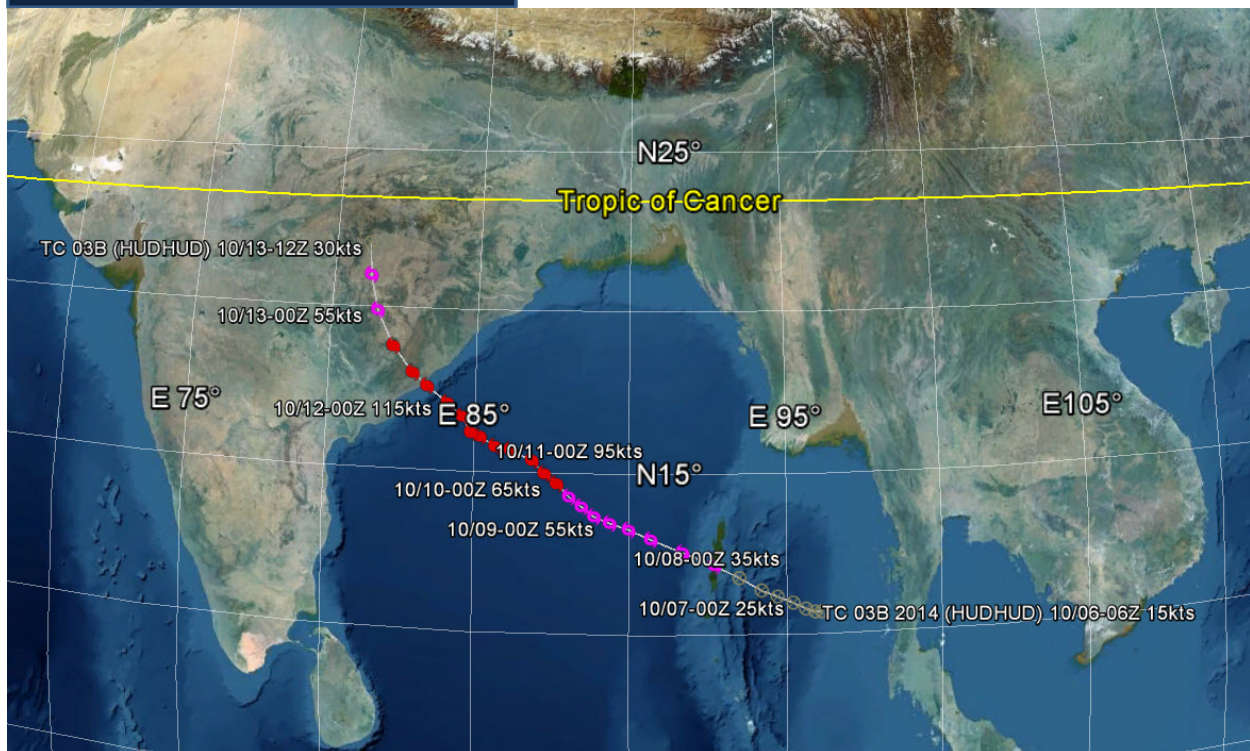 N25°
Tropic of Cancer
TC 03B (HUDHUD) 10/13-12Z 30kts
10/13-00Z 55kts
E 75°
10/12-00Z 115kts
E 85°
E 95°
E105°
10/11-00Z 95kts
N15°
10/10-00Z 65kts
10/09-00Z 55kts
10/08-00Z 35kts
10/07-00Z 25kts
TC 03B 2014 (HUDHUD) 10/06-06Z 15kts